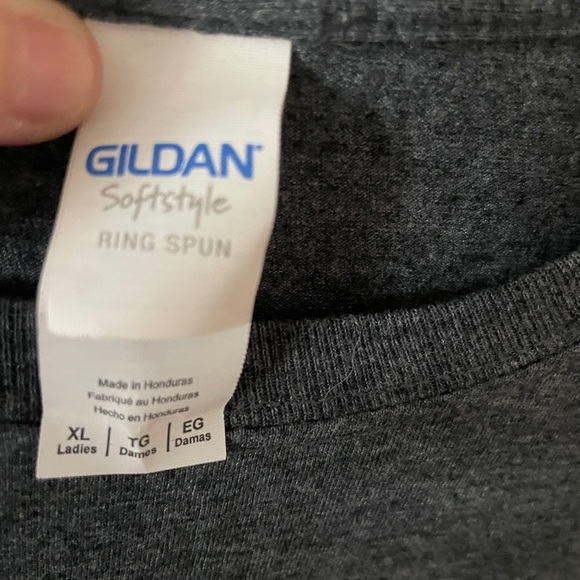 GILDAN®
Softstyle
RING SPUN
Made in Honduras
Fabriqué au Honduras
Hecho en Honduras
XL | TG | EG
Ladies | Dames | Damas